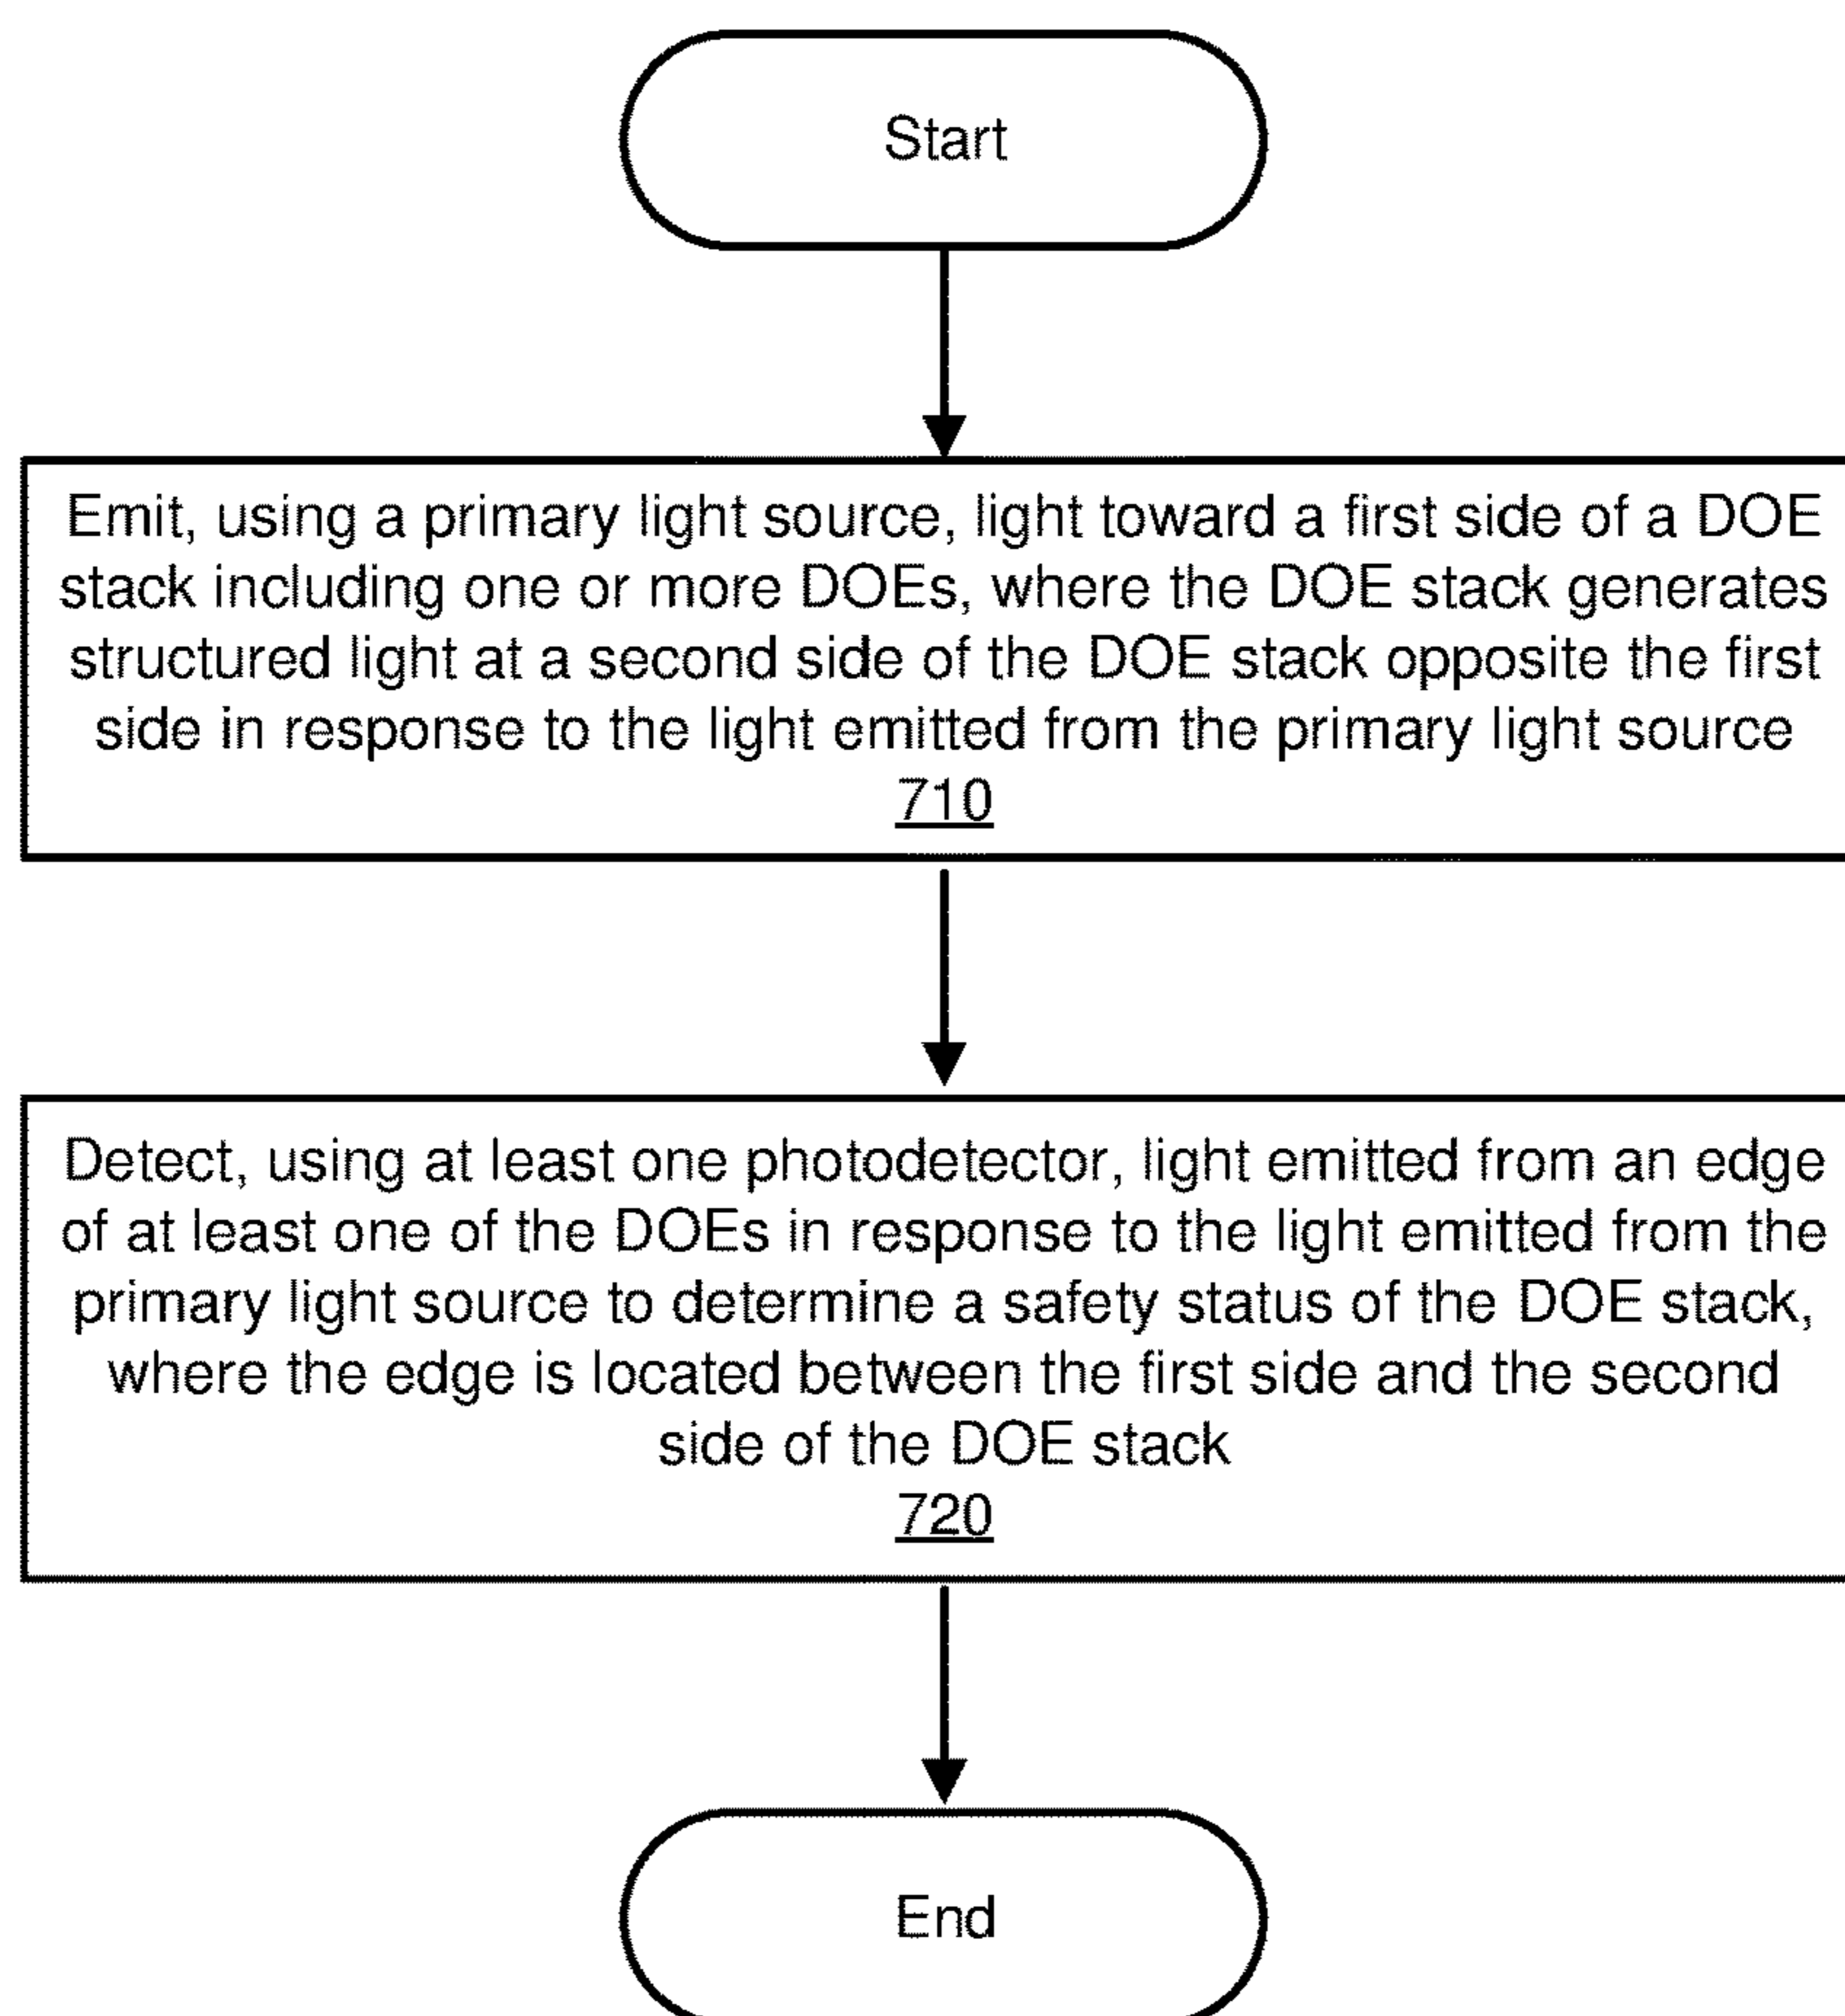 Start
Emit, using a primary light source, light toward a first side of a DOE
stack including one or more DOEs, where the DOE stack generates
structured light at a second side of the DOE stack opposite the first
side in response to the light emitted from the primary light source
710
Detect, using at least one photodetector, light emitted from an edge
of at least one of the DOEs in response to the light emitted from the
primary light source to determine a safety status of the DOE stack,
where the edge is located between the first side and the second
side of the DOE stack
720
End